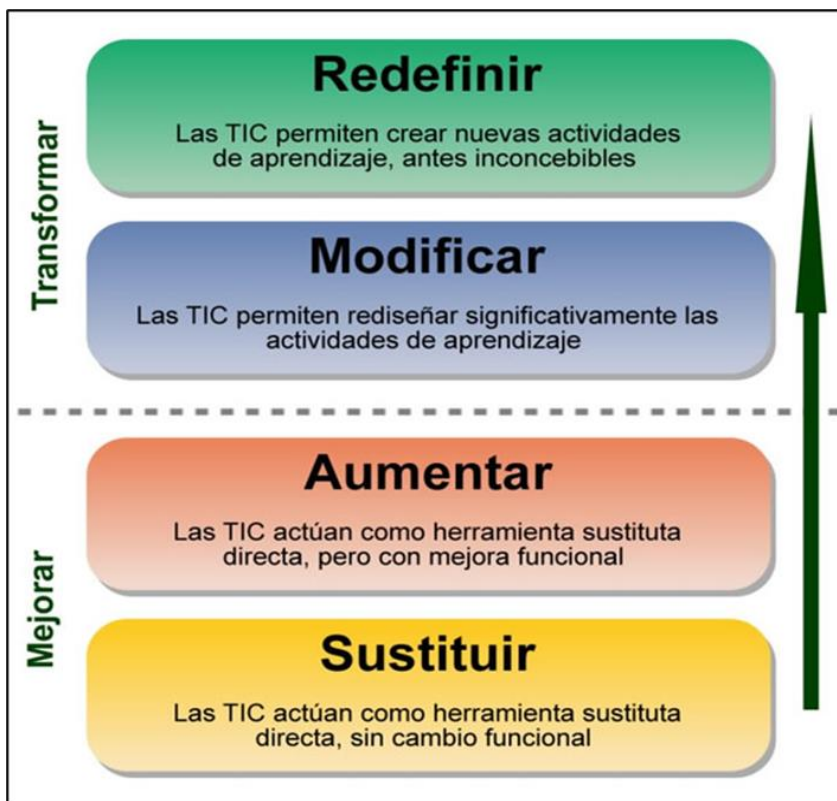 Transformar
Redefinir
Las TIC permiten crear nuevas actividades
de aprendizaje, antes inconcebibles
Modificar
Las TIC permiten rediseñar significativamente las
actividades de aprendizaje
Mejorar
Aumentar
Las TIC actúan como herramienta sustituta
directa, pero con mejora funcional
Sustituir
Las TIC actúan como herramienta sustituta
directa, sin cambio funcional